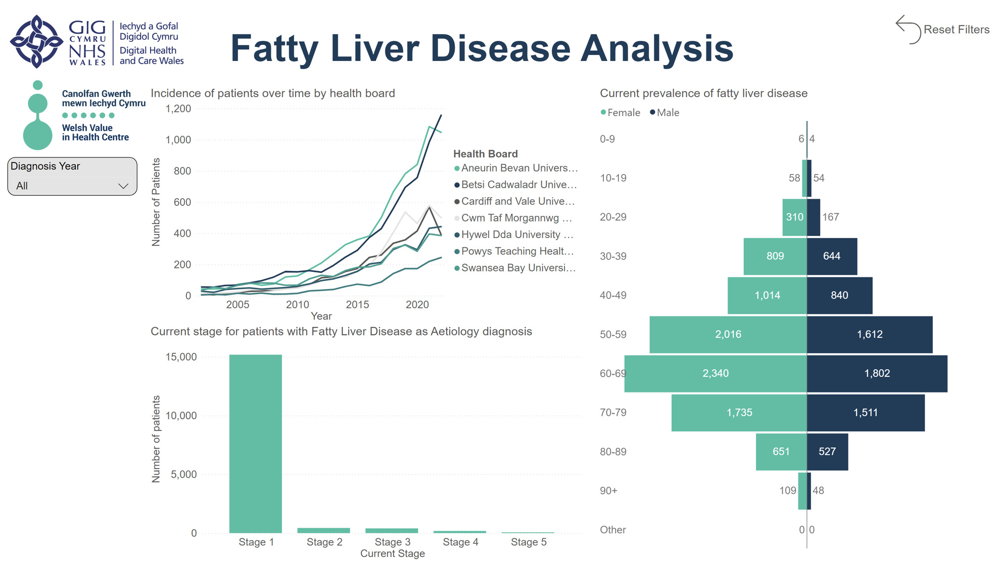 GIG
CYMRU
NHS
WALES
Iechyd a Gofal
Digidol Cymru
Digital Health
and Care Wales
Fatty Liver Disease Analysis
Reset Filters
Canolfan Gwerth
mewn Iechyd Cymru
Welsh Value
in Health Centre
Diagnosis Year
All
Incidence of patients over time by health board
Number of Patients
1,200
1,000
800
600
400
200
0
2005 2010 2015 2020
Year
Health Board
Aneurin Bevan Univers…
Betsi Cadwaladr Unive…
Cardiff and Vale Unive…
Cwm Taf Morgannwg …
Hywel Dda University …
Powys Teaching Healt…
Swansea Bay Universi…
Current stage for patients with Fatty Liver Disease as Aetiology diagnosis
Number of patients
15,000
10,000
5,000
0
Stage 1 Stage 2 Stage 3 Stage 4 Stage 5
Current Stage
Current prevalence of fatty liver disease
Female Male
0-9 6 4
10-19 58 54
20-29 310 167
30-39 809 644
40-49 1,014 840
50-59 2,016 1,612
60-69 2,340 1,802
70-79 1,735 1,511
80-89 651 527
90+ 109 48
Other 0 0